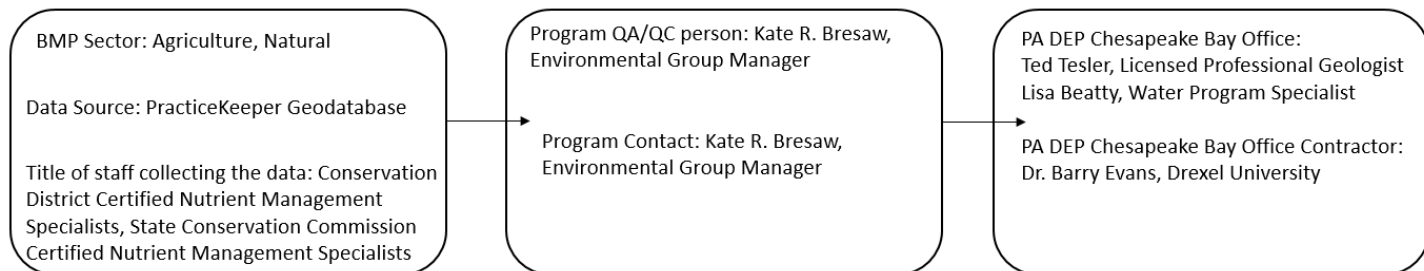 BMP Sector: Agriculture, Natural
Data Source: PracticeKeeper Geodatabase
Title of staff collecting the data: Conservation
District Certified Nutrient Management
Specialists, State Conservation Commission
Certified Nutrient Management Specialists
Program QA/QC person: Kate R. Bresaw,
Environmental Group Manager
Program Contact: Kate R. Bresaw,
Environmental Group Manager
PA DEP Chesapeake Bay Office:
Ted Tesler, Licensed Professional Geologist
Lisa Beatty, Water Program Specialist
PA DEP Chesapeake Bay Office Contractor:
Dr. Barry Evans, Drexel University